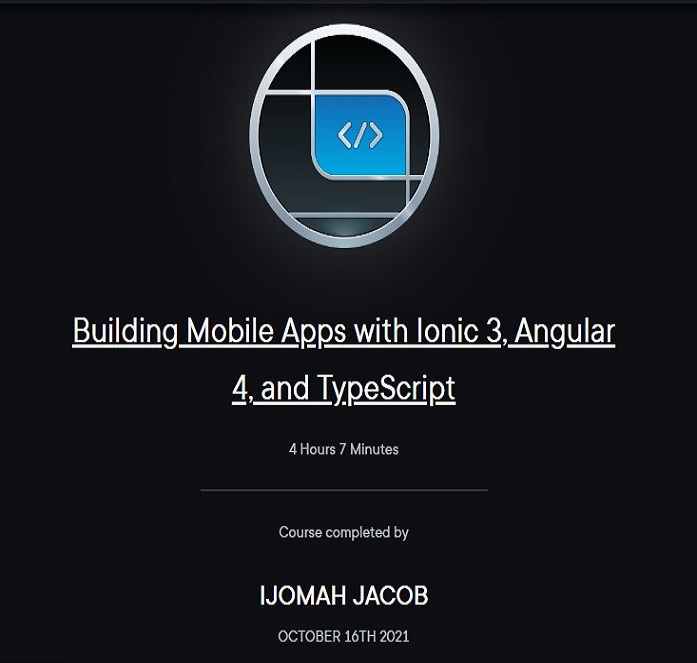 </>
Building Mobile Apps with Ionic 3, Angular
4, and TypeScript
4 Hours 7 Minutes
Course completed by
IJOMAH JACOB
OCTOBER 16TH 2021